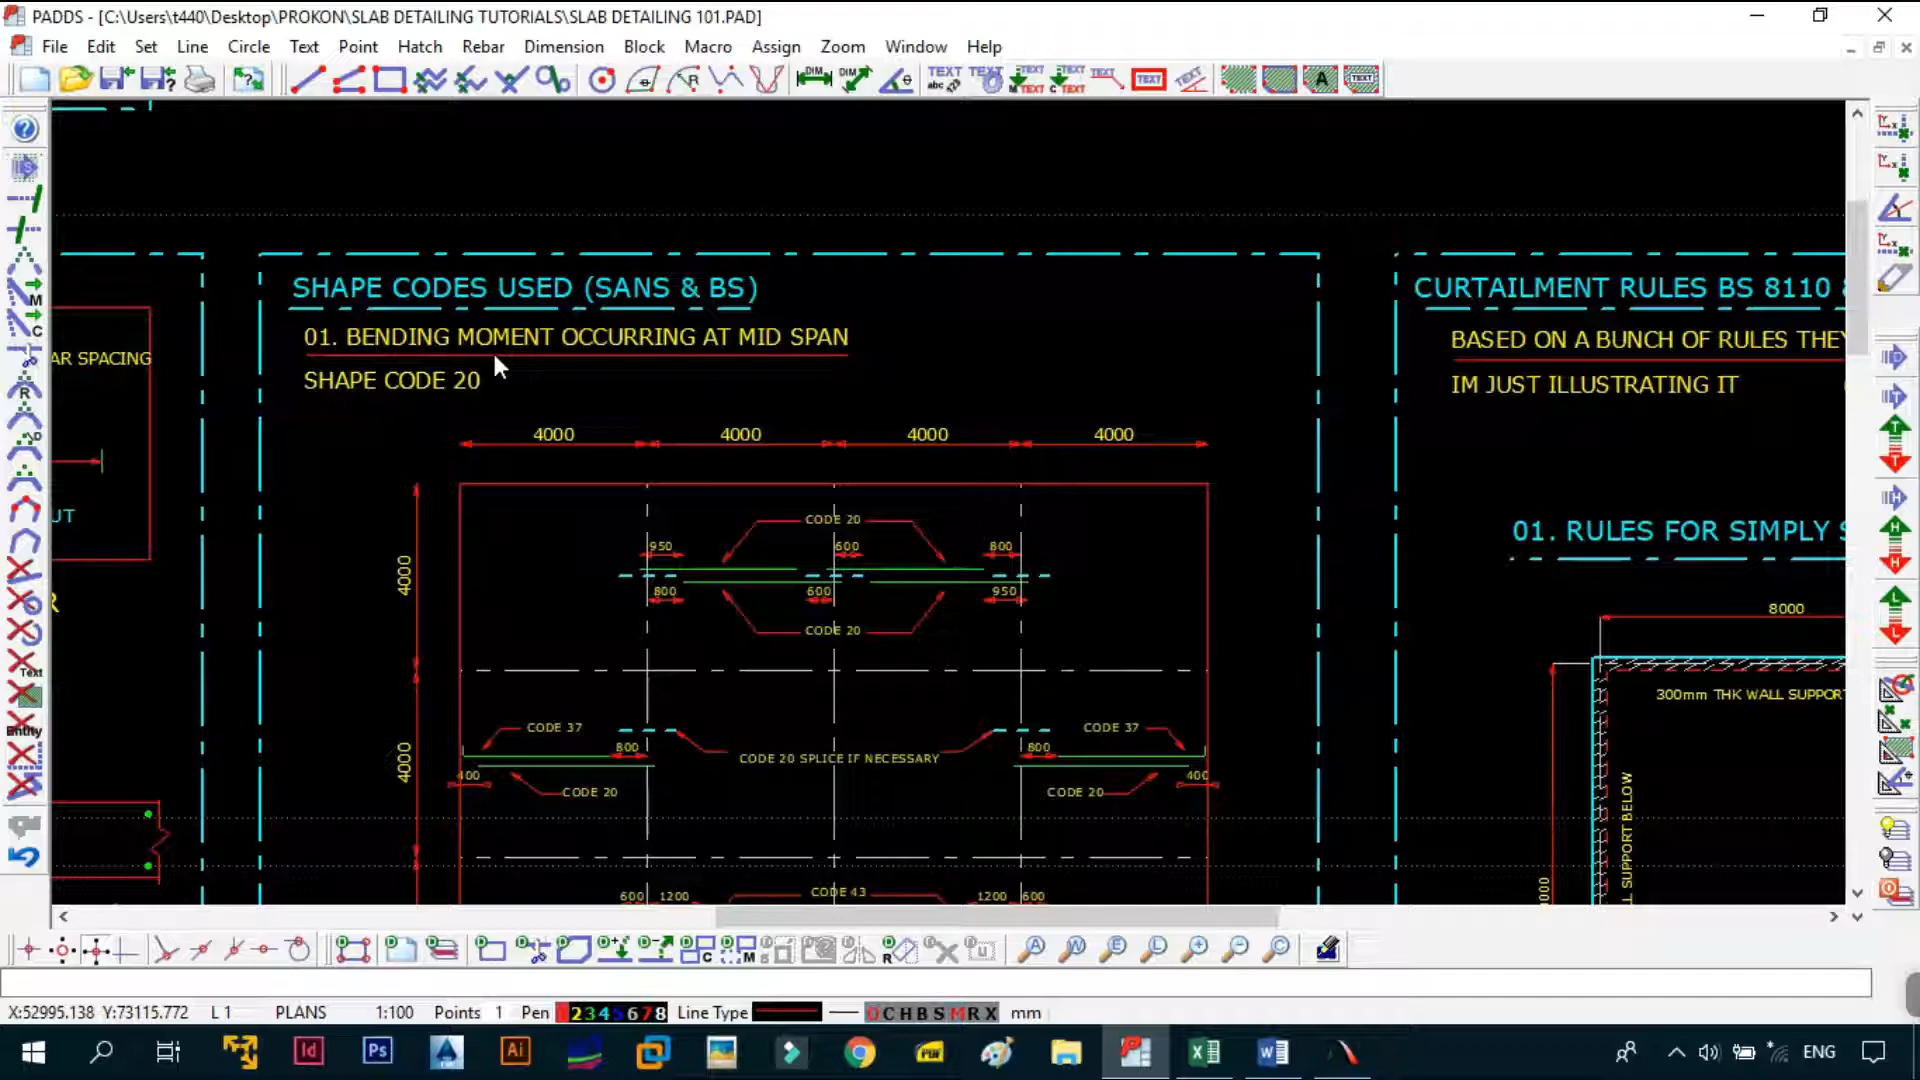 PADDS - [C:\Users\t440\Desktop\PROKON\SLAB DETAILING TUTORIALS\SLAB DETAILING 101.PAD]
File Edit Set Line Circle Text Point Hatch Rebar Dimension Block Macro Assign Zoom Window Help
SHAPE CODES USED (SANS & BS)
01. BENDING MOMENT OCCURRING AT MID SPAN
SHAPE CODE 20
4000 4000 4000 4000
CODE 20
950 600 800
800 600 950
CODE 20
4000
CODE 37 CODE 37
800 CODE 20 SPLICE IF NECESSARY 800
400 400
CODE 20 CODE 20
4000
CODE 43
600 1200 1200 600
AR SPACING
UT
CURTAILMENT RULES BS 8110
BASED ON A BUNCH OF RULES THEY
IM JUST ILLUSTRATING IT
01. RULES FOR SIMPLY S
8000
300mm THK WALL SUPPORT
SUPPORT BELOW
Text
Entity
X:52995.138 Y:73115.772 L 1 PLANS 1:100 Points 1 Pen 1 2 3 4 5 6 7 8 Line Type O C H B S M R X mm
ENG